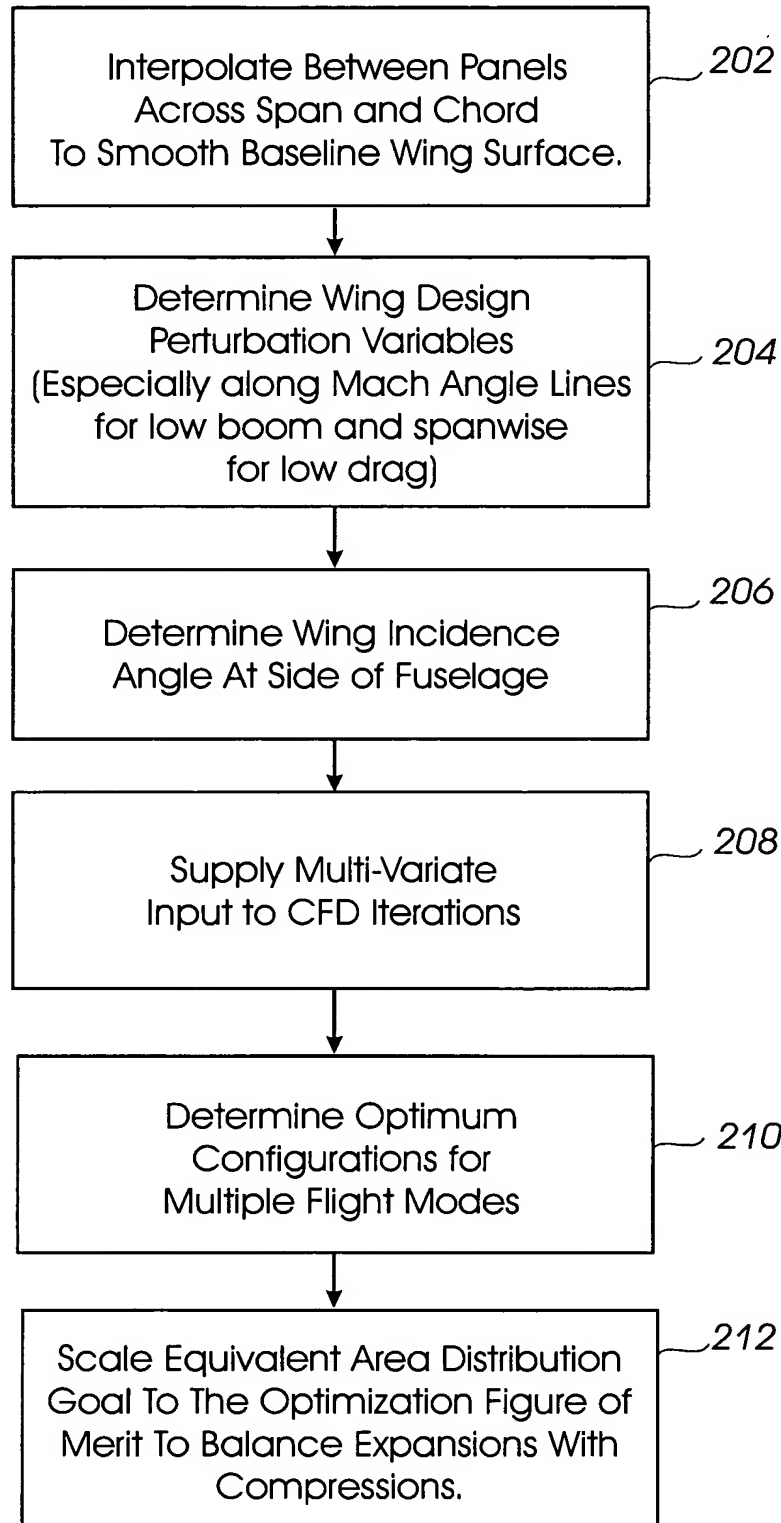 Interpolate Between Panels
Across Span and Chord
To Smooth Baseline Wing Surface.
202
Determine Wing Design
Perturbation Variables
(Especially along Mach Angle Lines
for low boom and spanwise
for low drag)
204
Determine Wing Incidence
Angle At Side of Fuselage
206
Supply Multi-Variate
Input to CFD Iterations
208
Determine Optimum
Configurations for
Multiple Flight Modes
210
Scale Equivalent Area Distribution
Goal To The Optimization Figure of
Merit To Balance Expansions With
Compressions.
212